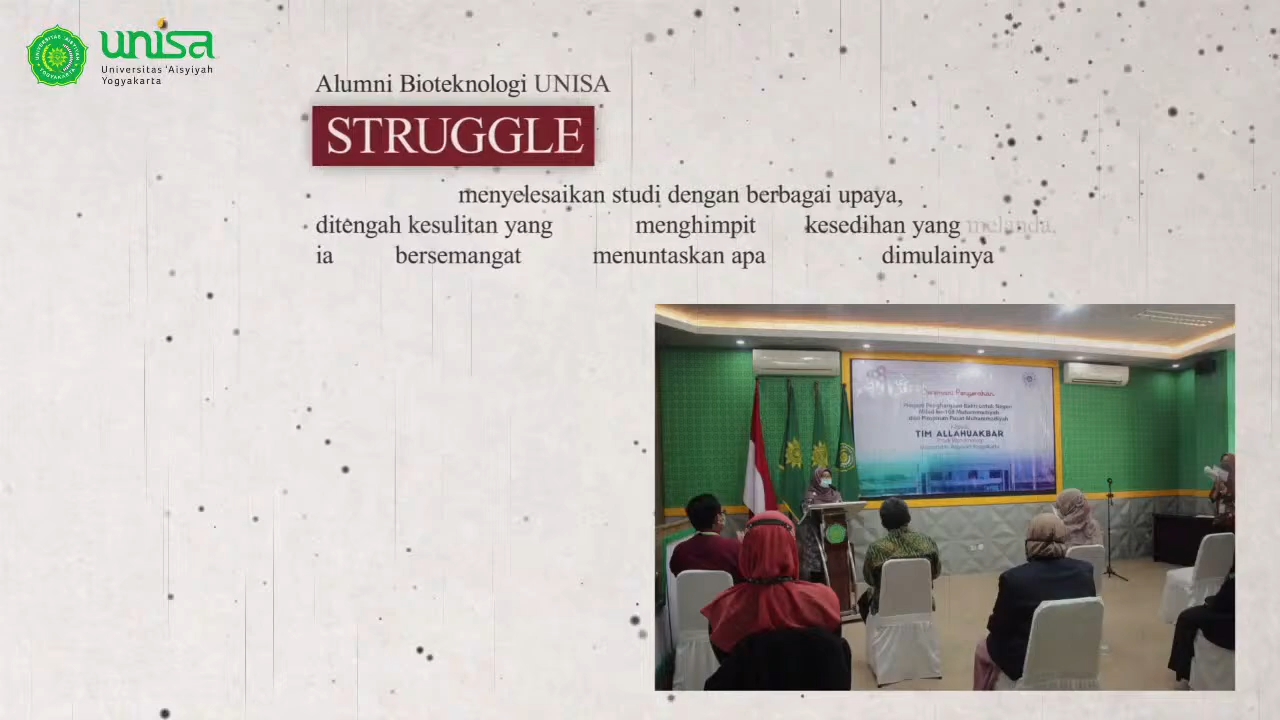 unisa
Universitas 'Aisyiyah
Yogyakarta
Alumni Bioteknologi UNISA
STRUGGLE
menyelesaikan studi dengan berbagai upaya,
ditengah kesulitan yang menghimpit kesedihan yang melanda,
ia bersemangat menuntaskan apa dimulainya
TIM ALLAHUAKBAR